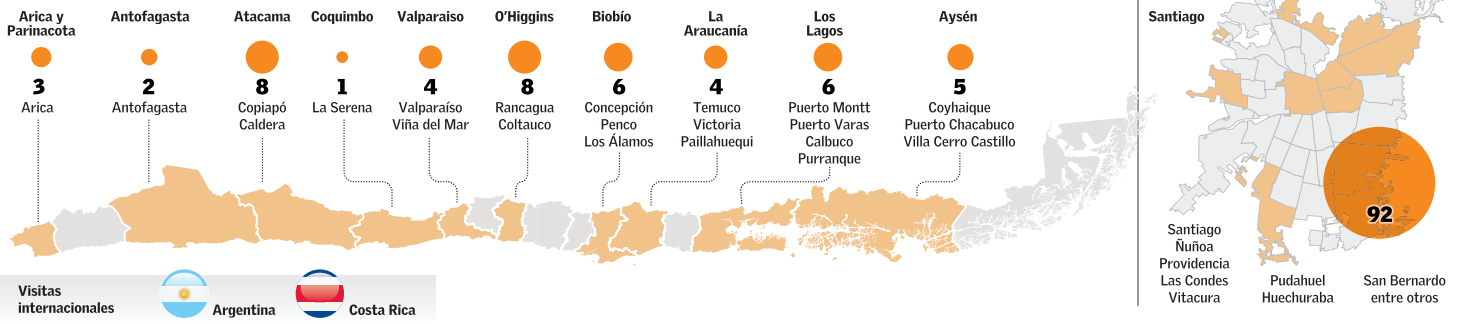 Arica y
Parinacota
3
Arica
Antofagasta
2
Antofagasta
Atacama
8
Copiapó
Caldera
Coquimbo
1
La Serena
Valparaiso
4
Valparaíso
Viña del Mar
O'Higgins
8
Rancagua
Coltauco
Biobío
6
Concepción
Penco
Los Álamos
La
Araucanía
4
Temuco
Victoria
Paillahuequi
Los
Lagos
6
Puerto Montt
Puerto Varas
Calbuco
Purranque
Aysén
5
Coyhaique
Puerto Chacabuco
Villa Cerro Castillo
Santiago
92
Santiago
Ñuñoa
Providencia
Las Condes
Vitacura
Pudahuel
Huechuraba
San Bernardo
entre otros
Visitas
internacionales
Argentina
Costa Rica